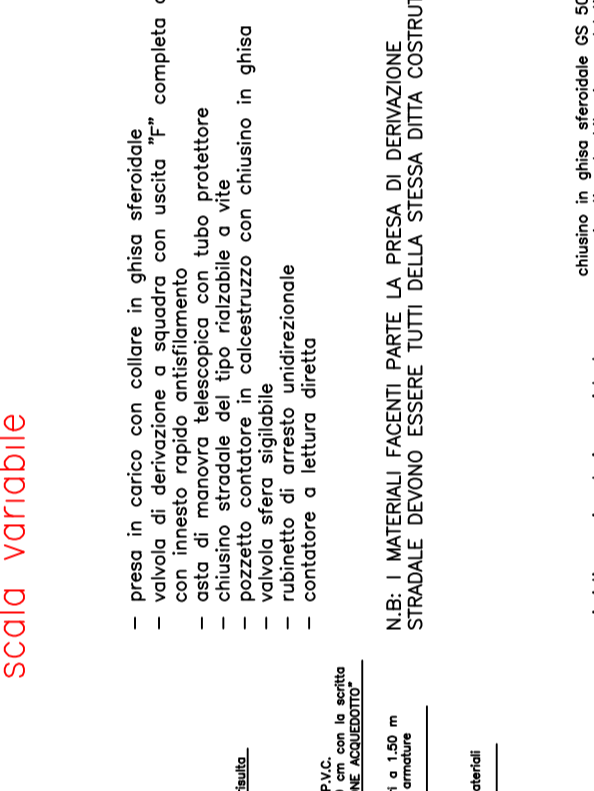 scala variabile
- presa in carico con collare in ghisa sferoidale
- valvola di derivazione a squadra con uscita "F" completa
con innesto rapido antisfilamento
- asta di manovra telescopica con tubo protettore
- chiusino stradale del tipo rialzabile a vite
- pozzetto contatore in calcestruzzo con chiusino in ghisa
- valvola sfera sigilabile
- rubinetto di arresto unidirezionale
- contatore a lettura diretta
N.B: I MATERIALI FACENTI PARTE LA PRESA DI DERIVAZIONE
STRADALE DEVONO ESSERE TUTTI DELLA STESSA DITTA COSTRUT
isulta
P.V.C.
cm con la scritta
NE ACQUEDOTTO"
i a 1.50 m
armature
ateriali
chiusino in ghisa sferoidale GS 50